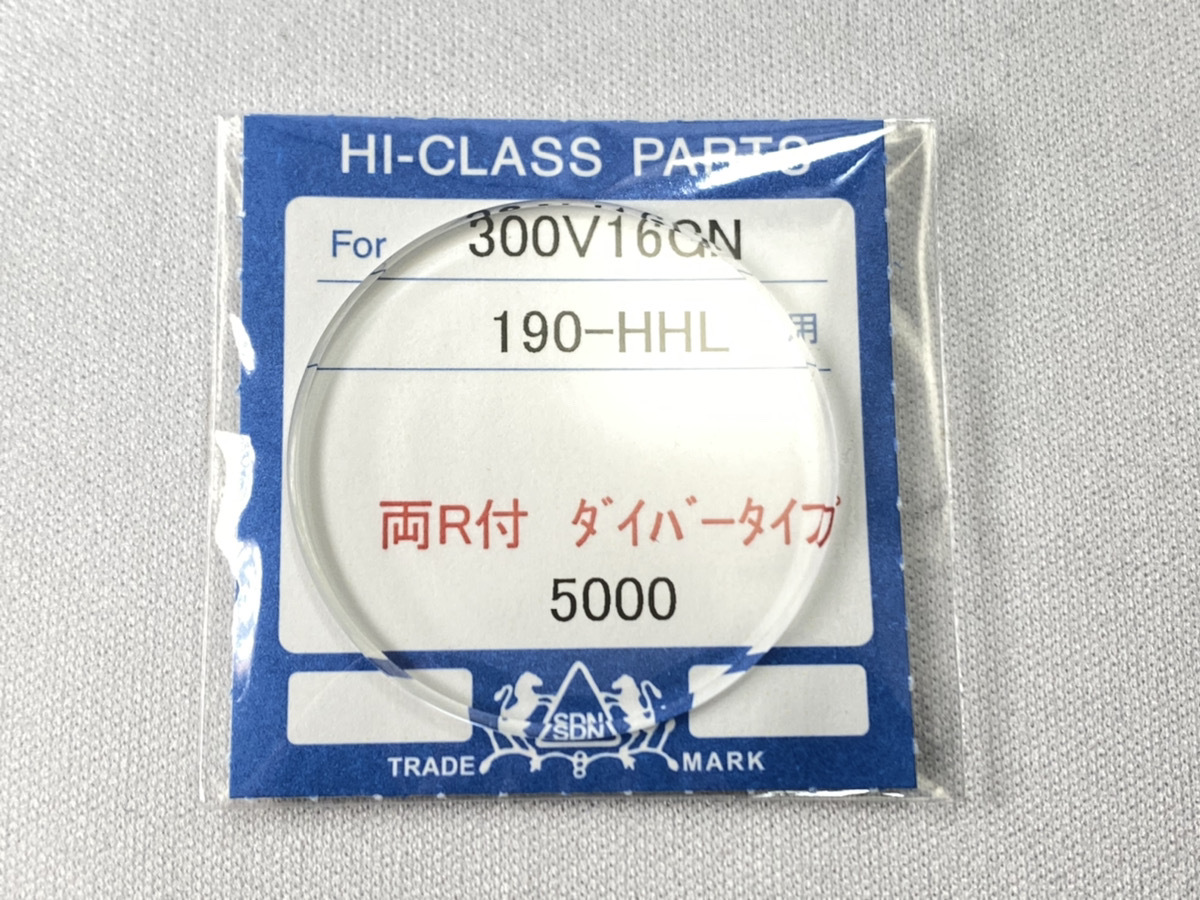 HI-CLASS PARTS
For 300V16GN
190-HHL 用
両R付 ダイバータイプ
5000
SDN
SDN
TRADE MARK